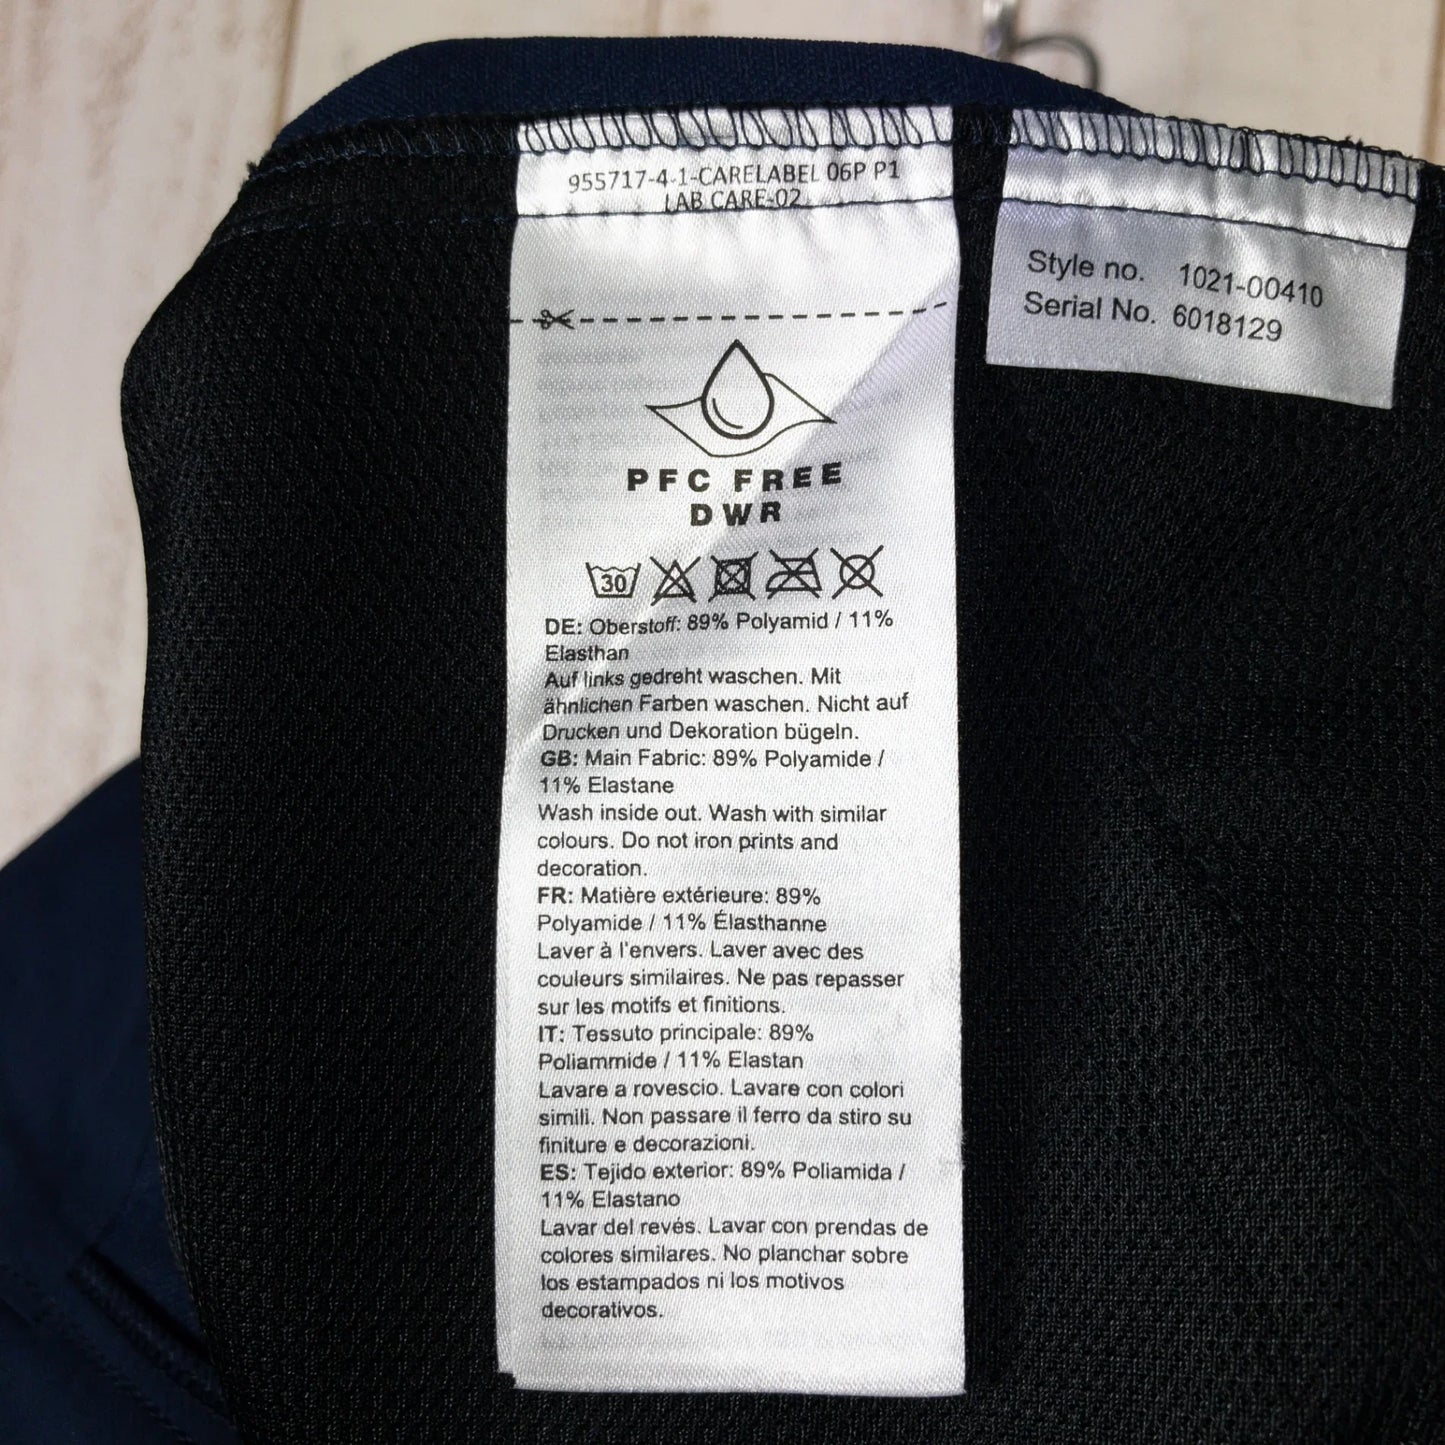 955717-4-1-CARELABEL 06P P1
LAB CARE-02
Style no. 1021-00410
Serial No. 6018129
PFC FREE
DWR
30
DE: Oberstoff: 89% Polyamid / 11%
Elasthan
Auf links gedreht waschen. Mit
ähnlichen Farben waschen. Nicht auf
Drucken und Dekoration bügeln.
GB: Main Fabric: 89% Polyamide /
11% Elastane
Wash inside out. Wash with similar
colours. Do not iron prints and
decoration.
FR: Matière extérieure: 89%
Polyamide / 11% Élasthanne
Laver à l'envers. Laver avec des
couleurs similaires. Ne pas repasser
sur les motifs et finitions.
IT: Tessuto principale: 89%
Poliammide / 11% Elastan
Lavare a rovescio. Lavare con colori
simili. Non passare il ferro da stiro su
finiture e decorazioni.
ES: Tejido exterior: 89% Poliamida /
11% Elastano
Lavar del revés. Lavar con prendas de
colores similares. No planchar sobre
los estampados ni los motivos
decorativos.